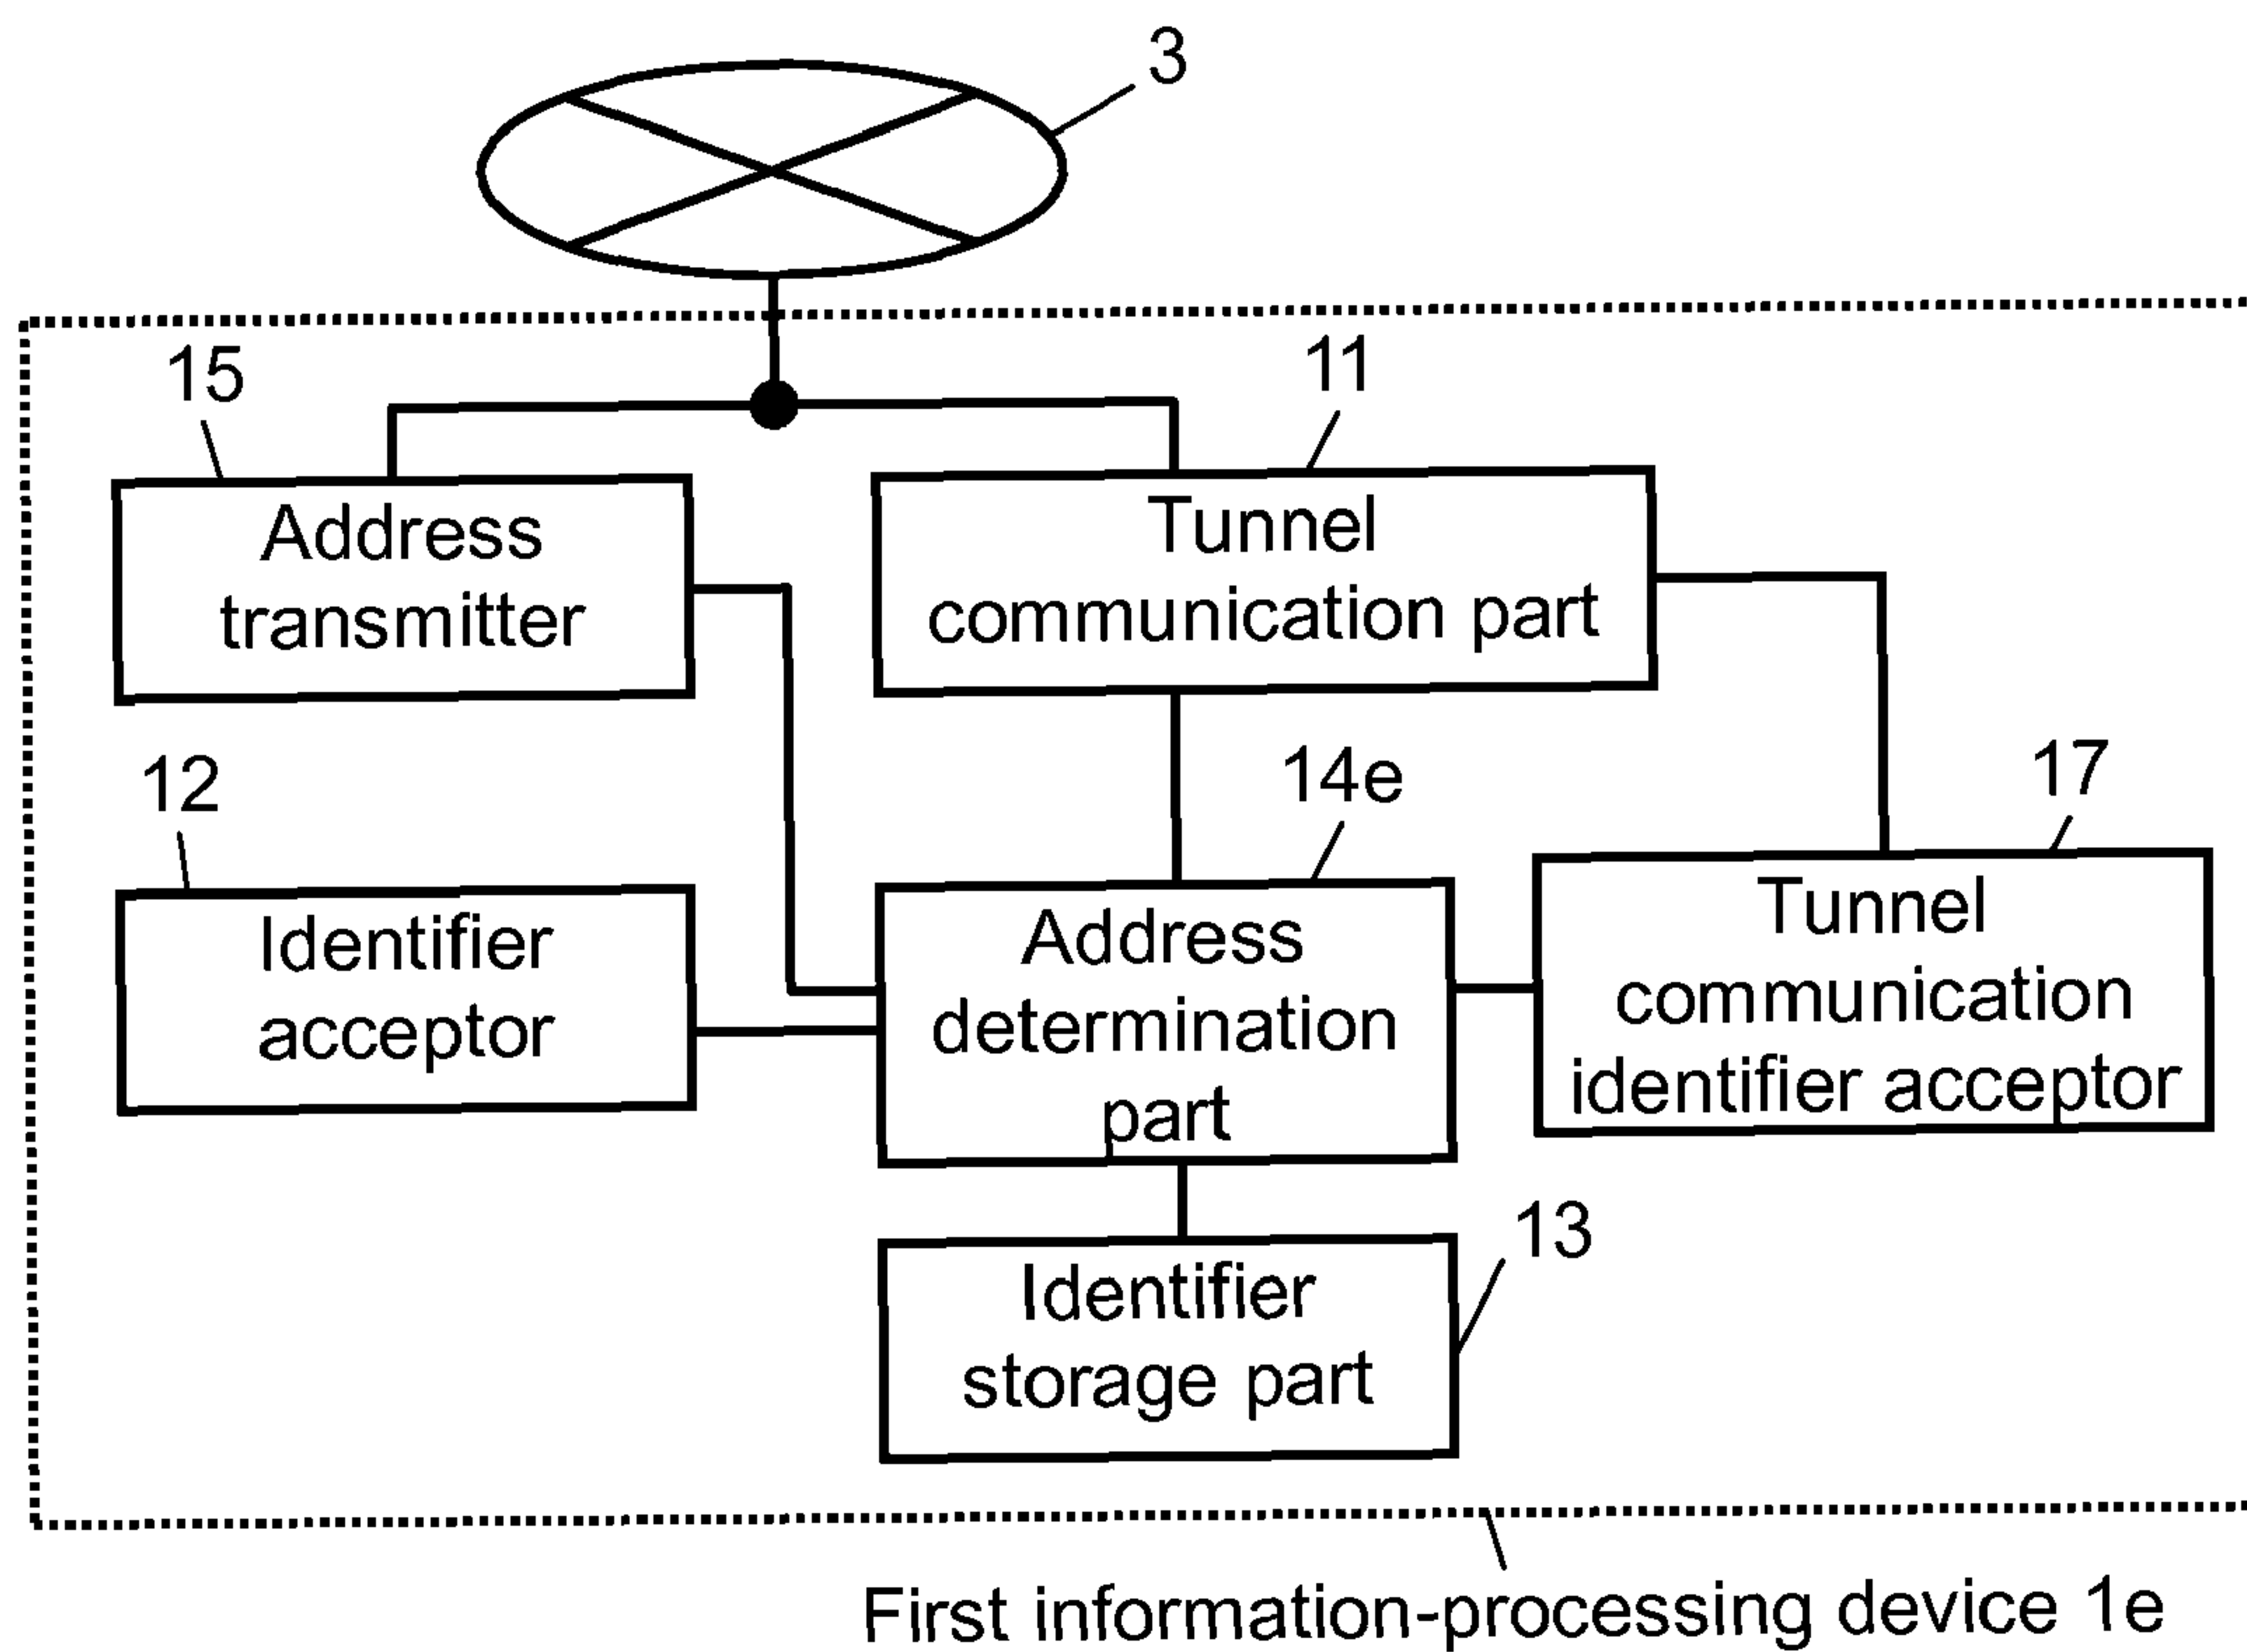 3
15
11
Address
transmitter
Tunnel
communication part
12
14e
17
Identifier
acceptor
Address
determination
part
Tunnel
communication
identifier acceptor
13
Identifier
storage part
First information-processing device 1e